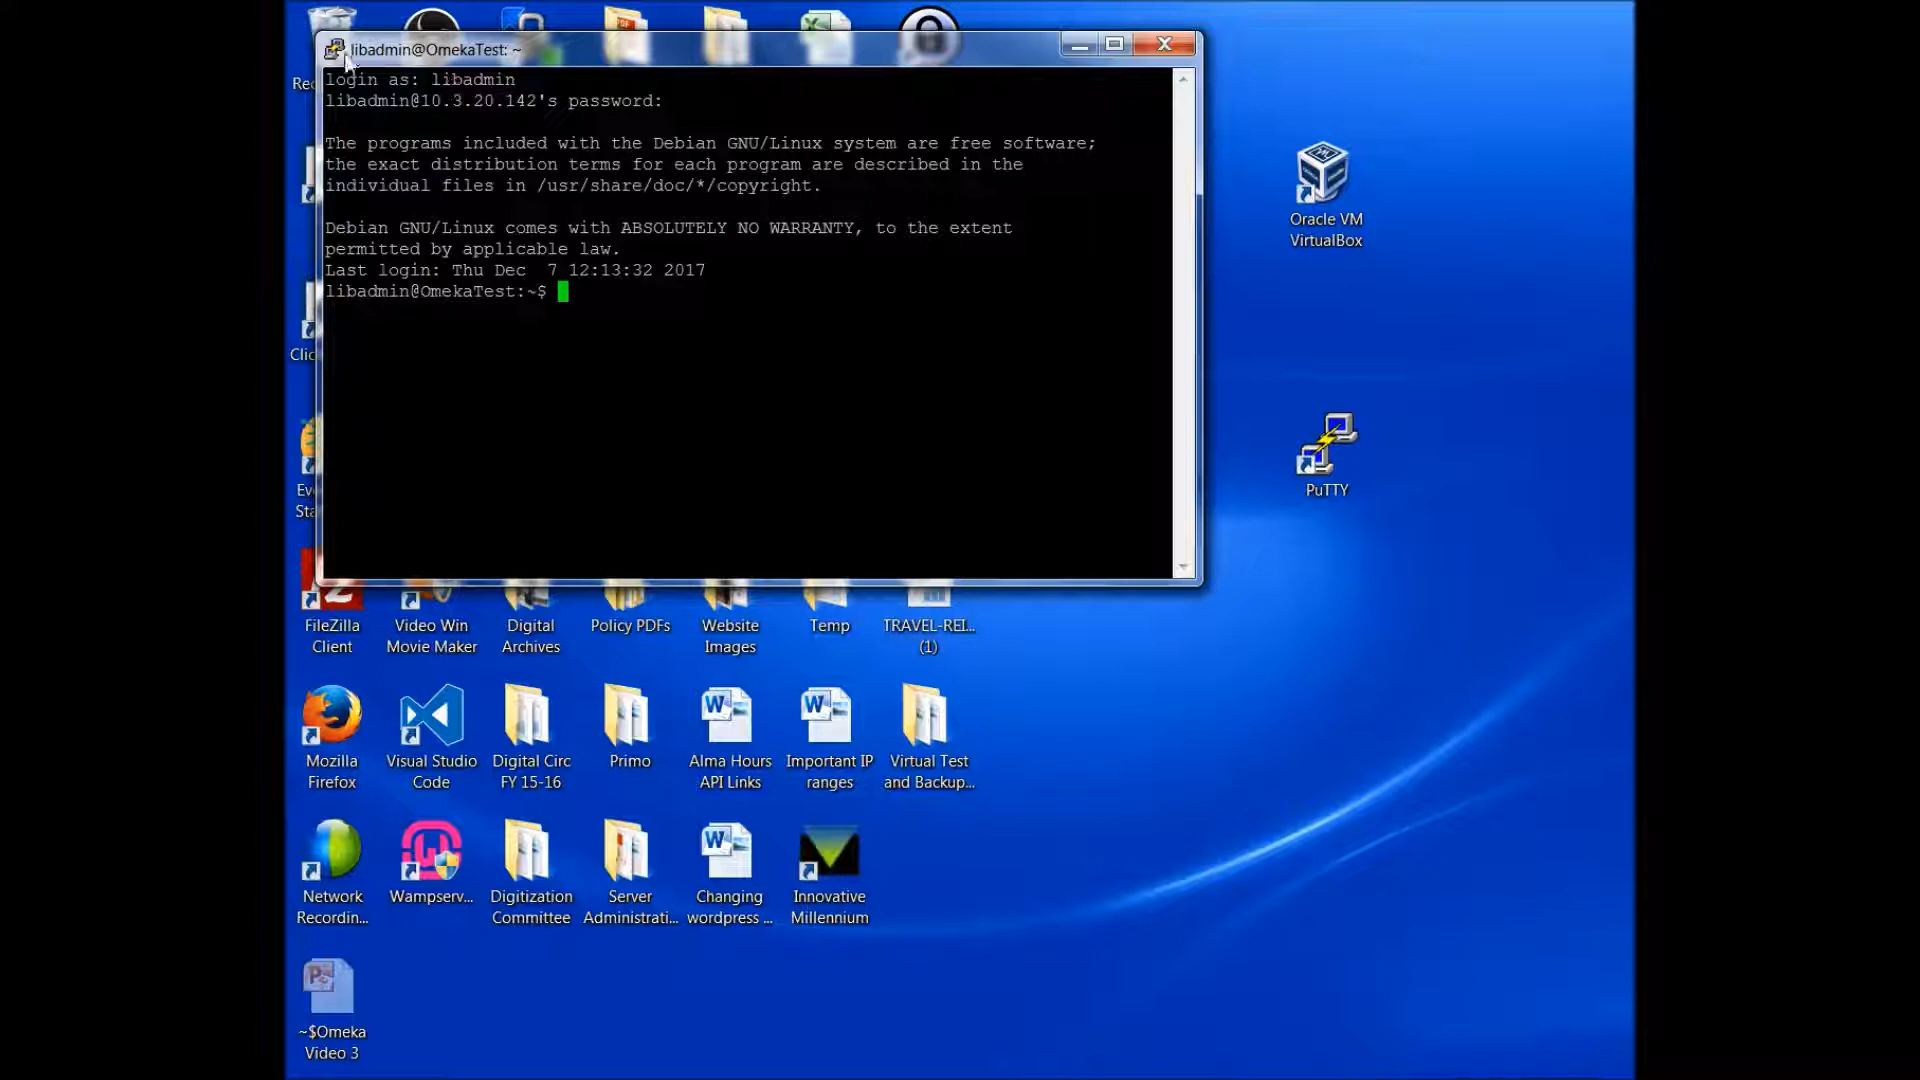 libadmin@OmekaTest: ~
login as: libadmin
libadmin@10.3.20.142's password:
The programs included with the Debian GNU/Linux system are free software;
the exact distribution terms for each program are described in the
individual files in /usr/share/doc/*/copyright.
Debian GNU/Linux comes with ABSOLUTELY NO WARRANTY, to the extent
permitted by applicable law.
Last login: Thu Dec  7 12:13:32 2017
libadmin@OmekaTest:~$
Oracle VM
VirtualBox
PuTTY
FileZilla
Client
Video Win
Movie Maker
Digital
Archives
Policy PDFs
Website
Images
Temp
TRAVEL-REI...
(1)
Mozilla
Firefox
Visual Studio
Code
Digital Circ
FY 15-16
Primo
Alma Hours
API Links
Important IP
ranges
Virtual Test
and Backup...
Network
Recordin...
Wampserv...
Digitization
Committee
Server
Administrati...
Changing
wordpress ...
Innovative
Millennium
~$Omeka
Video 3